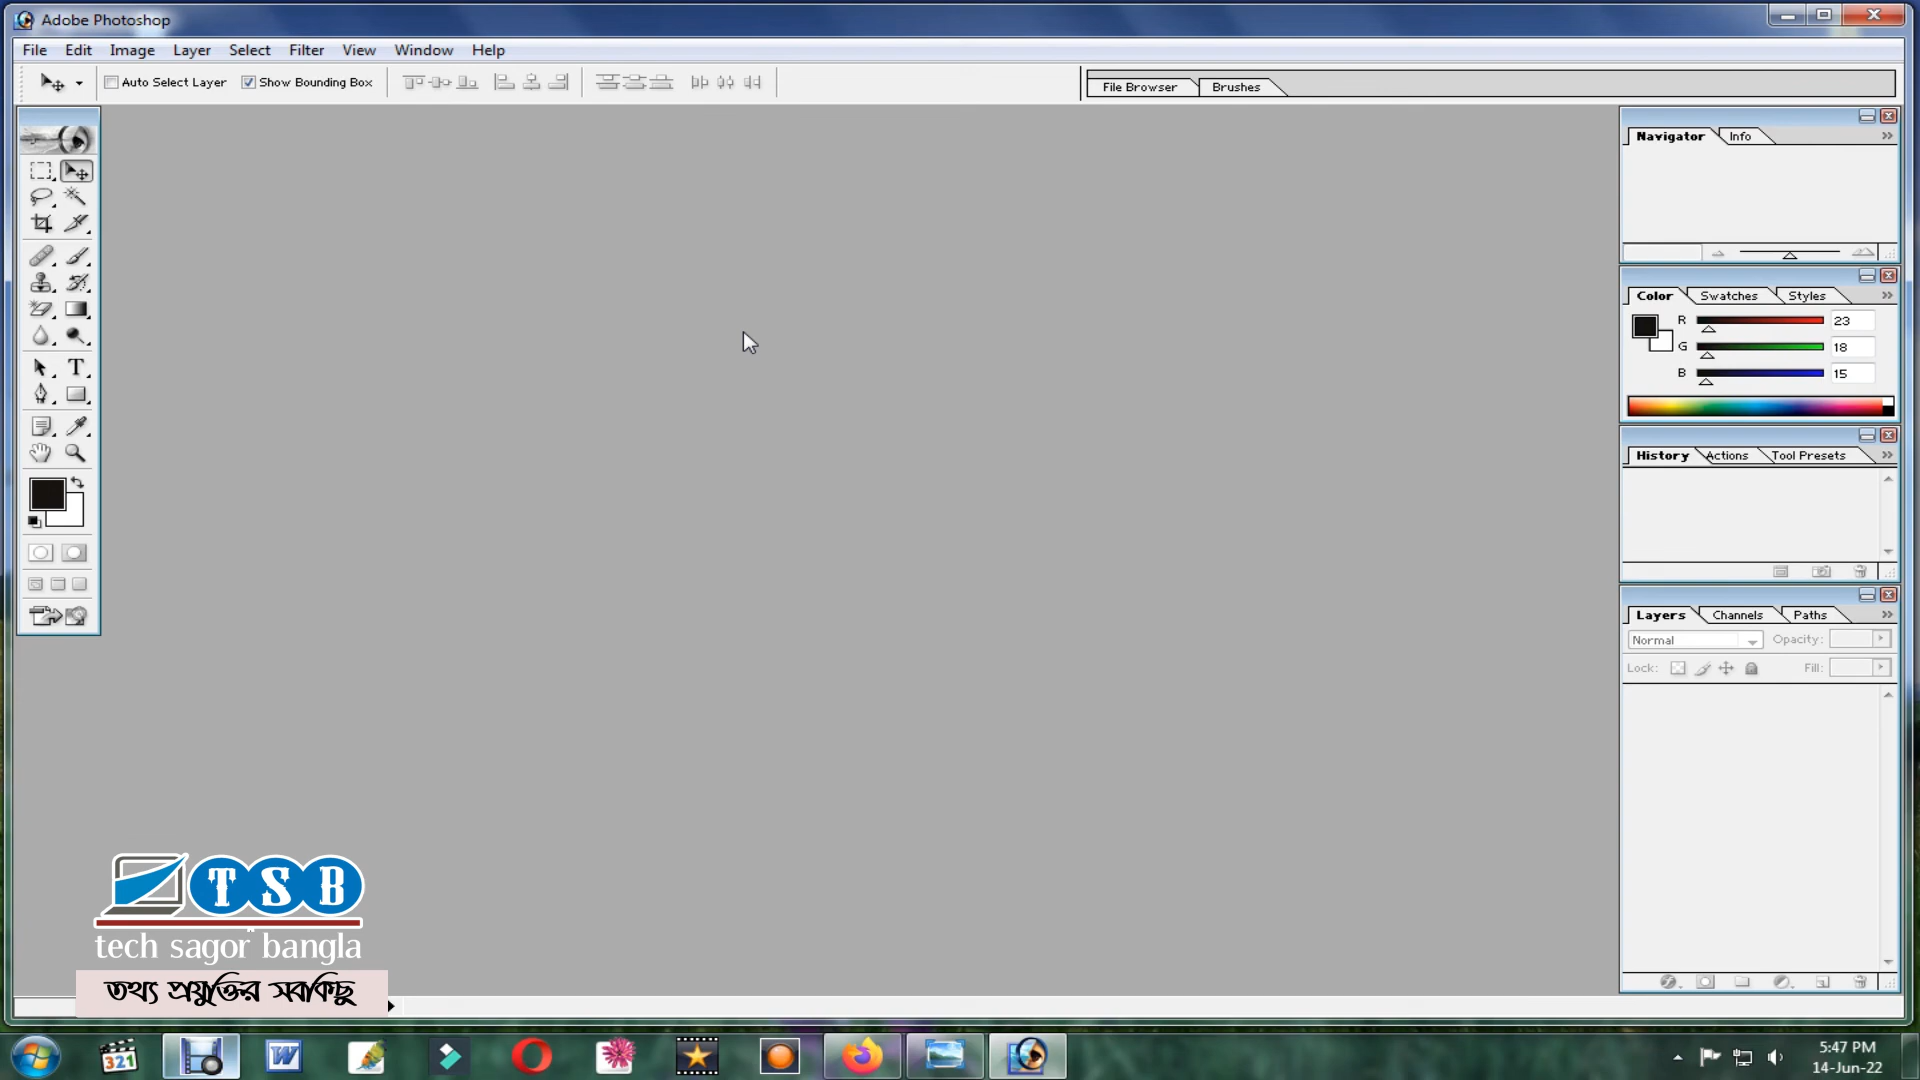 Adobe Photoshop
File Edit Image Layer Select Filter View Window Help
Auto Select Layer Show Bounding Box File Browser Brushes
Navigator Info
Color Swatches Styles
R 23
G 18
B 15
History Actions Tool Presets
Layers Channels Paths
Normal Opacity:
Lock: Fill:
T S B
tech sagor bangla
তথ্য প্রযুক্তির সবকিছু
321
W
5:47 PM
14-Jun-22